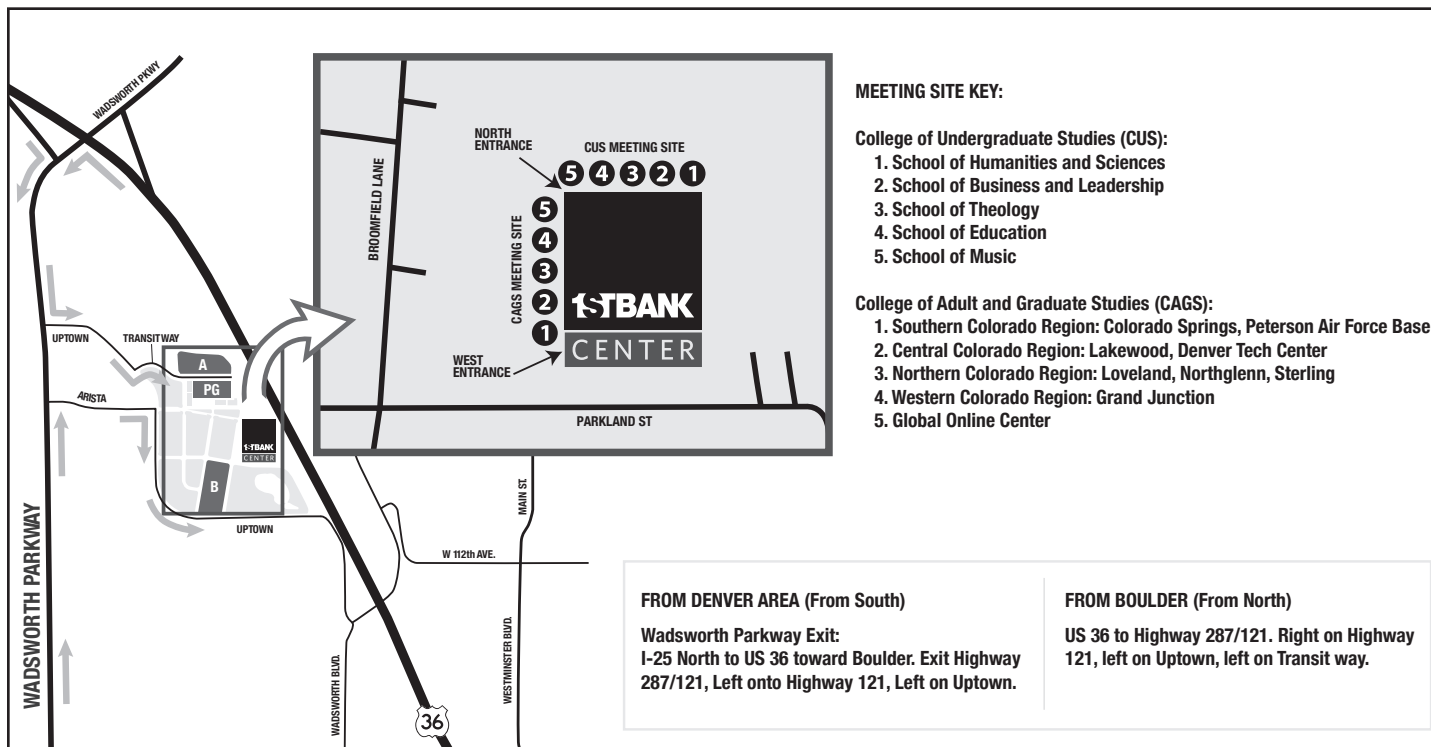 WADSWORTH PKWY
UPTOWN
TRANSIT WAY
A
PG
ARISTA
1STBANK
CENTER
B
UPTOWN
WADSWORTH PARKWAY
BROOMFIELD LANE
NORTH
ENTRANCE
CUS MEETING SITE
5 4 3 2 1
CAGS MEETING SITE
5
4
3
2
1
1STBANK
CENTER
WEST
ENTRANCE
PARKLAND ST
MAIN ST.
W 112th AVE.
WADSWORTH BLVD.
WESTMINSTER BLVD.
36
MEETING SITE KEY:
College of Undergraduate Studies (CUS):
1. School of Humanities and Sciences
2. School of Business and Leadership
3. School of Theology
4. School of Education
5. School of Music
College of Adult and Graduate Studies (CAGS):
1. Southern Colorado Region: Colorado Springs, Peterson Air Force Base
2. Central Colorado Region: Lakewood, Denver Tech Center
3. Northern Colorado Region: Loveland, Northglenn, Sterling
4. Western Colorado Region: Grand Junction
5. Global Online Center
FROM DENVER AREA (From South)
Wadsworth Parkway Exit:
I-25 North to US 36 toward Boulder. Exit Highway
287/121, Left onto Highway 121, Left on Uptown.
FROM BOULDER (From North)
US 36 to Highway 287/121. Right on Highway
121, left on Uptown, left on Transit way.